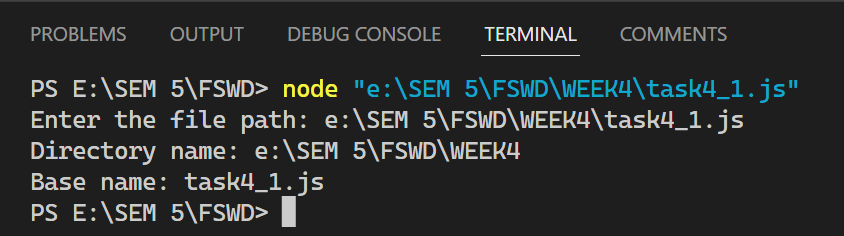 PROBLEMS OUTPUT DEBUG CONSOLE TERMINAL COMMENTS
PS E:\SEM 5\FSWD> node "e:\SEM 5\FSWD\WEEK4\task4_1.js"
Enter the file path: e:\SEM 5\FSWD\WEEK4\task4_1.js
Directory name: e:\SEM 5\FSWD\WEEK4
Base name: task4_1.js
PS E:\SEM 5\FSWD>